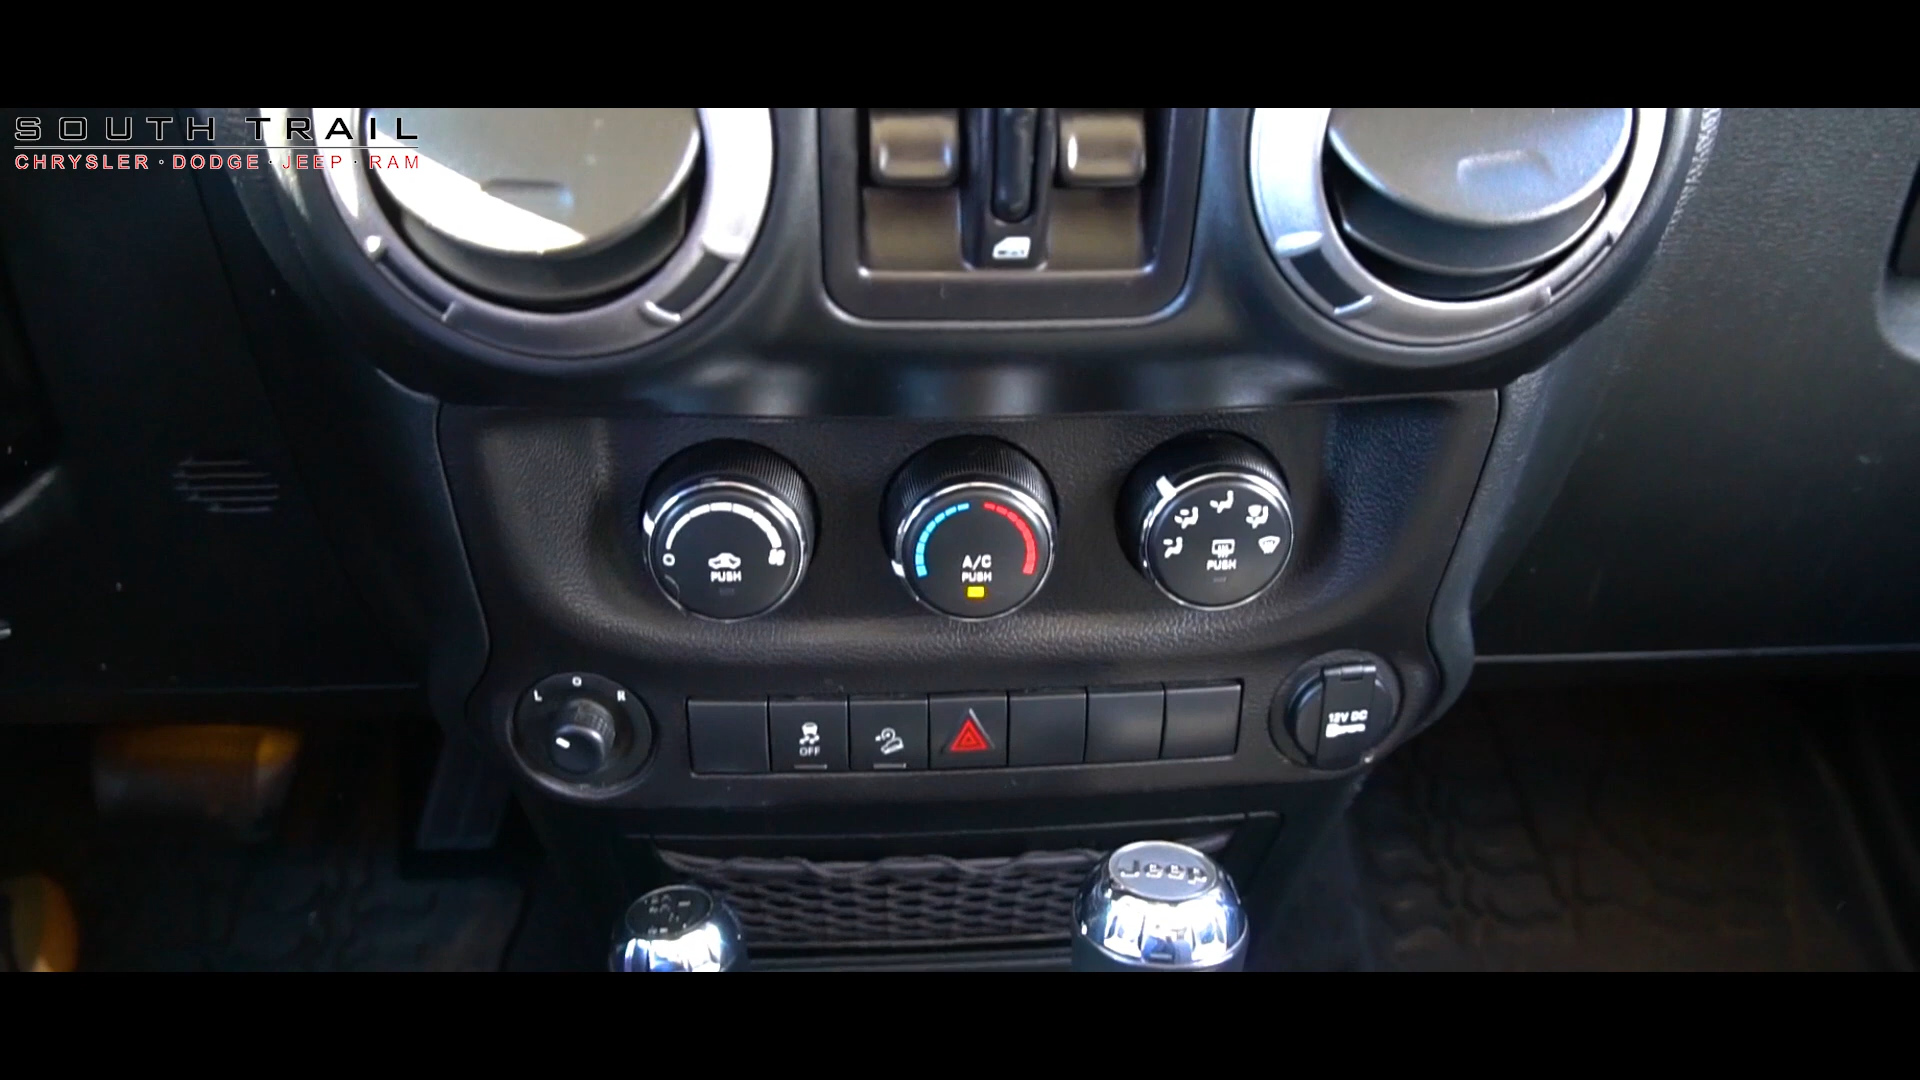 SOUTH TRAIL
CHRYSLER · DODGE · JEEP · RAM
PUSH
A/C
PUSH
PUSH
L O R
OFF
12V DC
Jeep